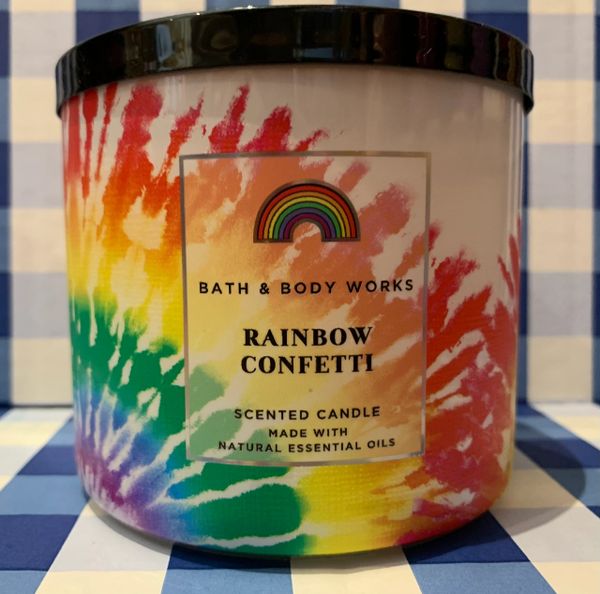 BATH & BODY WORKS
RAINBOW
CONFETTI
SCENTED CANDLE
MADE WITH
NATURAL ESSENTIAL OILS